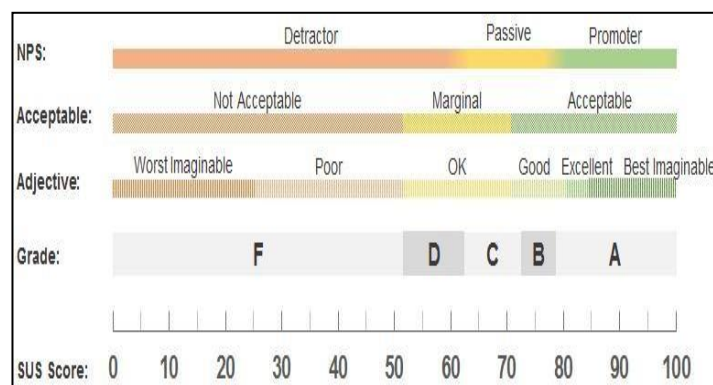 NPS: Detractor Passive Promoter
Acceptable: Not Acceptable Marginal Acceptable
Adjective: Worst Imaginable Poor OK Good Excellent Best Imaginable
Grade: F D C B A
SUS Score: 0 10 20 30 40 50 60 70 80 90 100